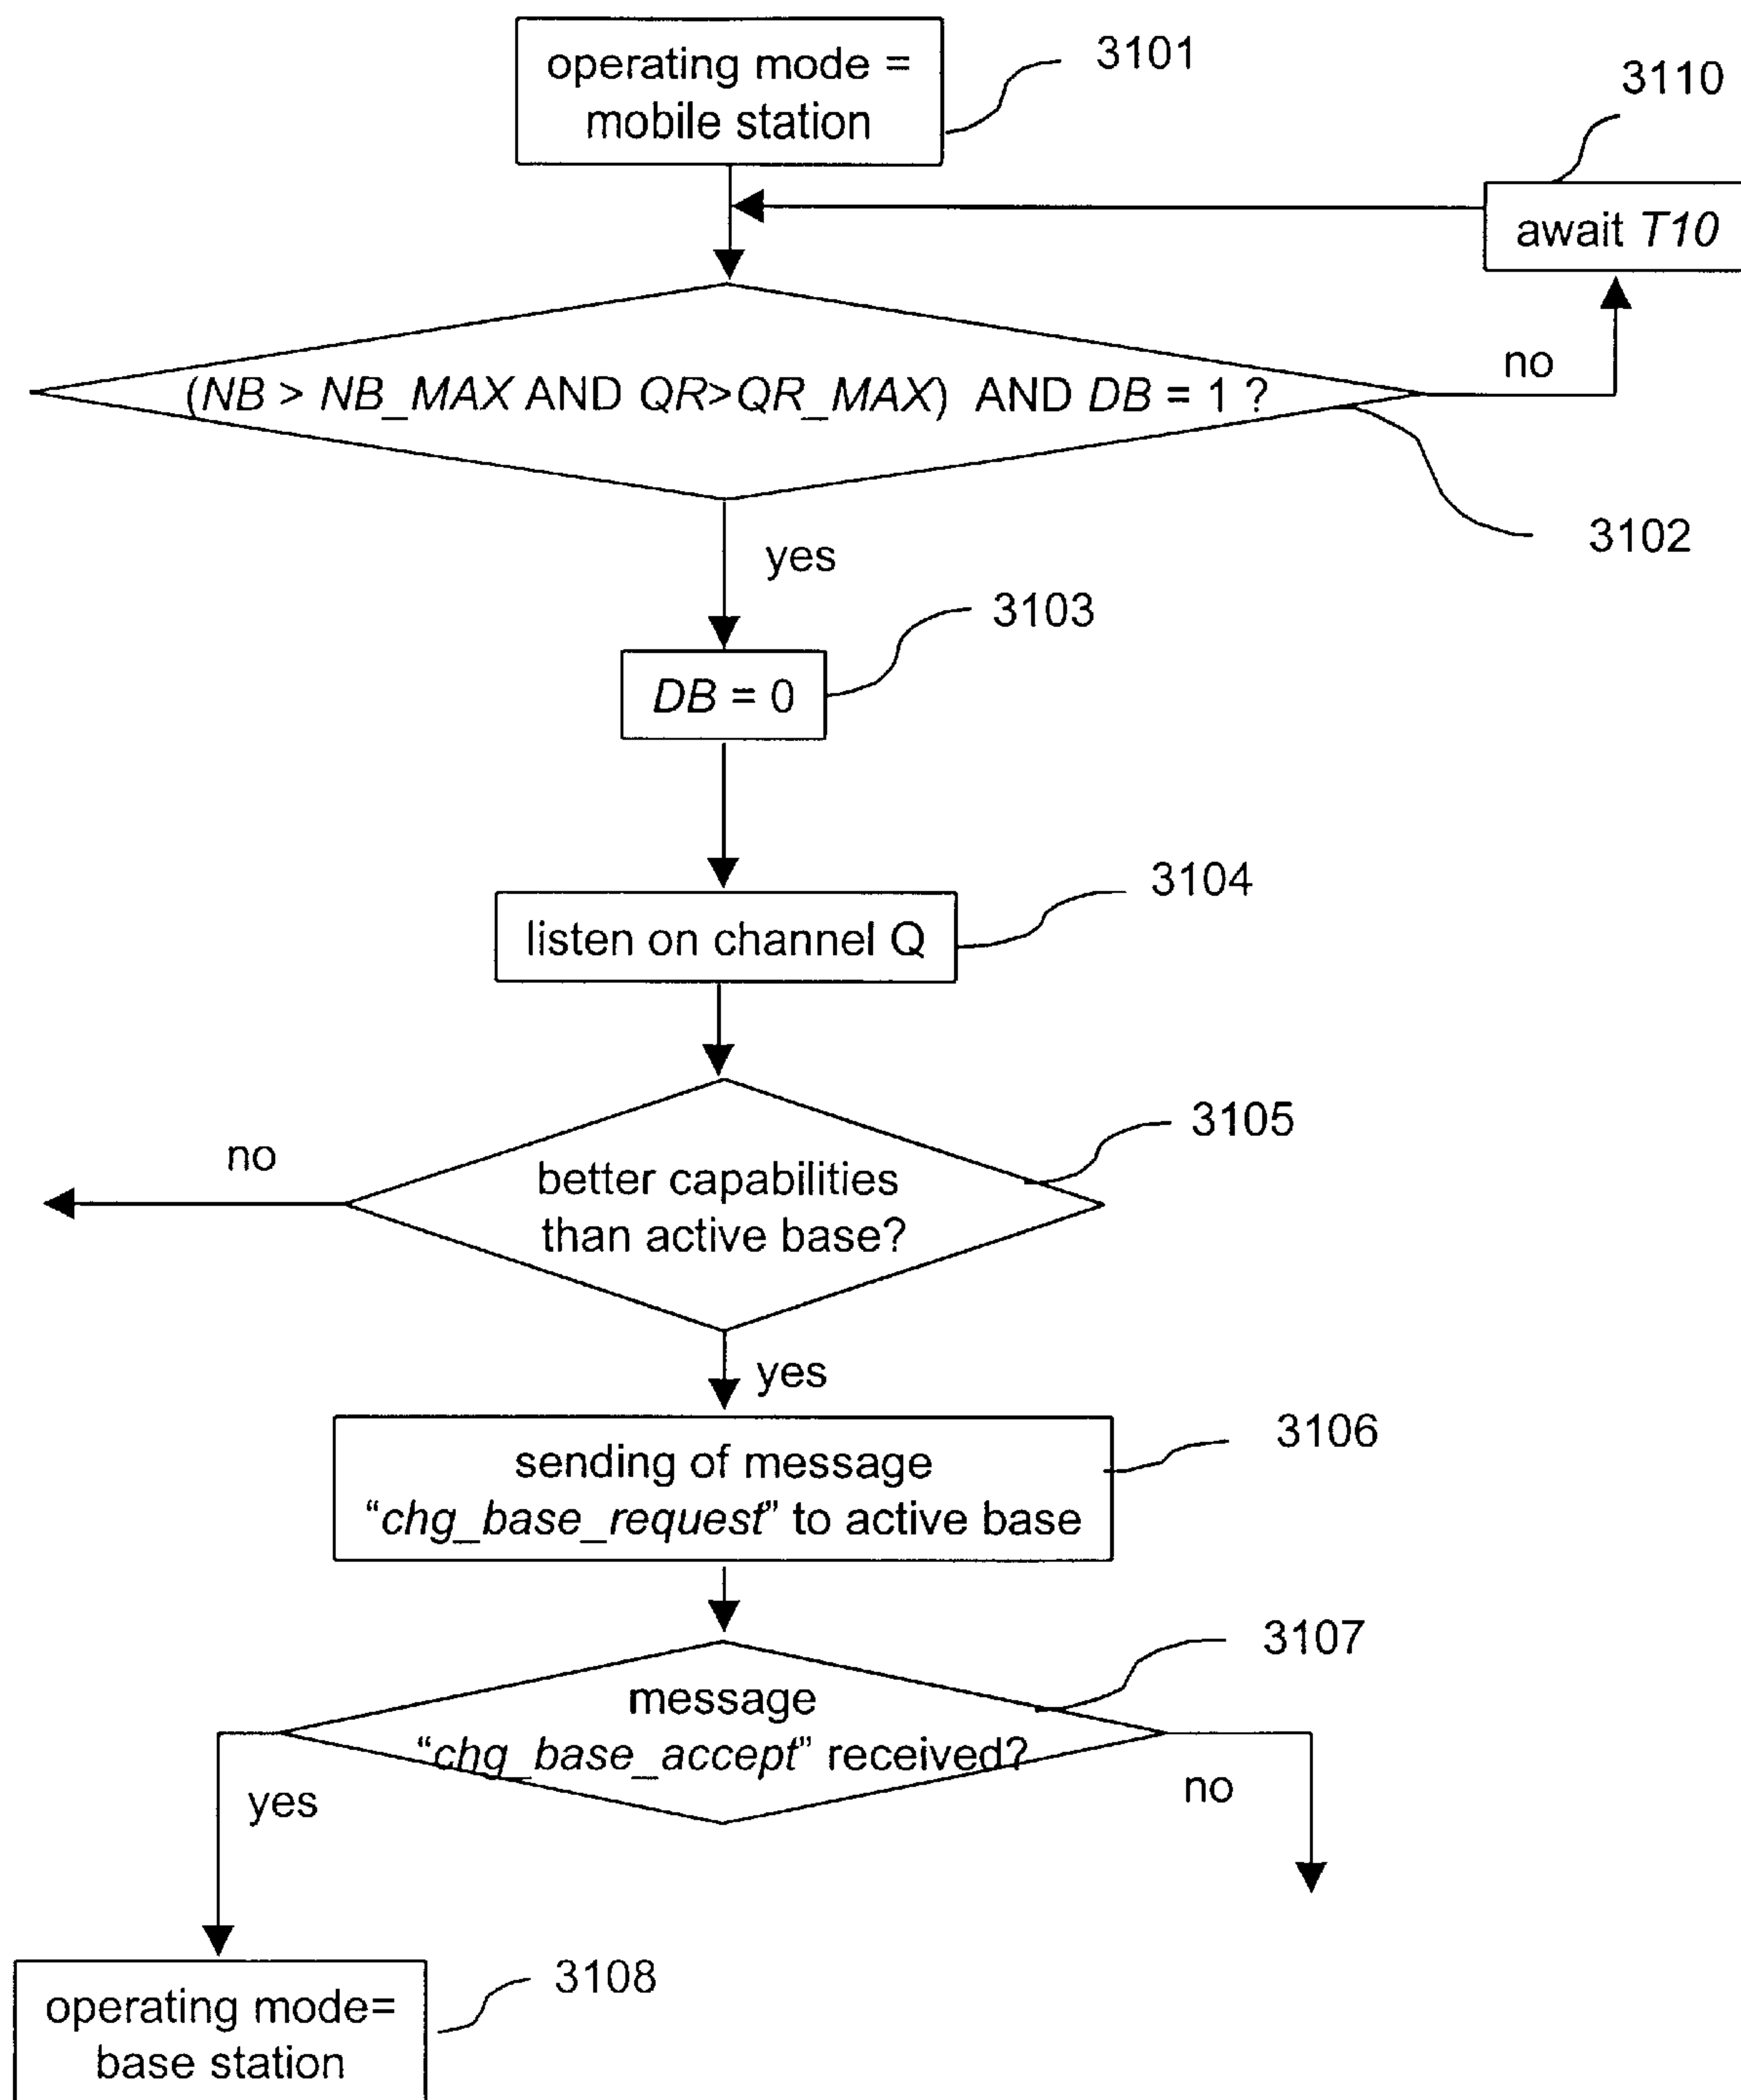 operating mode =
mobile station
3101
3110
await T10
(NB > NB_MAX AND QR>QR_MAX) AND DB = 1 ?
no
3102
yes
3103
DB = 0
3104
listen on channel Q
3105
no
better capabilities
than active base?
yes
3106
sending of message
“chg_base_request” to active base
3107
message
“chg_base_accept” received?
yes
no
3108
operating mode=
base station